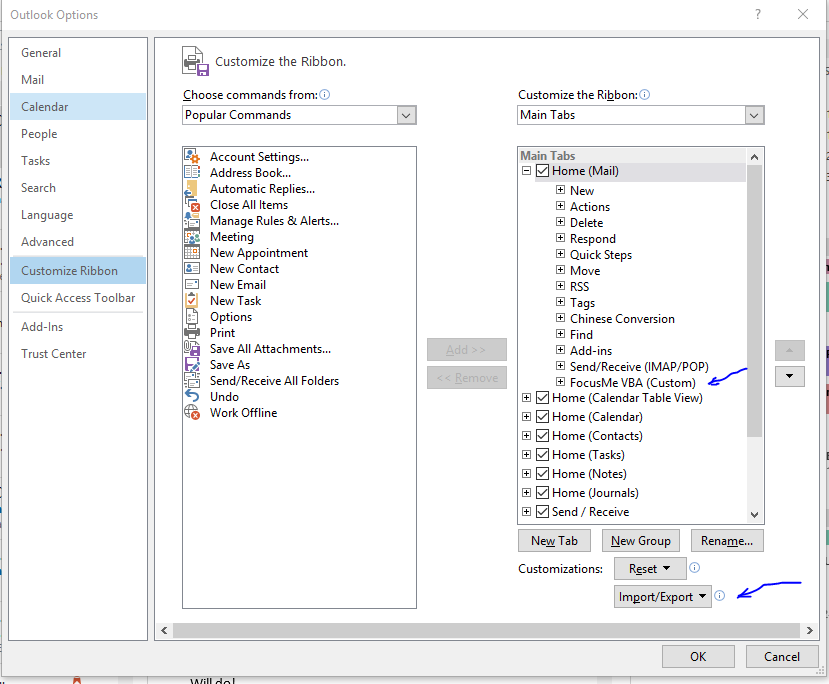 Outlook Options
?
General
Mail
Calendar
People
Tasks
Search
Language
Advanced
Customize Ribbon
Quick Access Toolbar
Add-Ins
Trust Center
Customize the Ribbon.
Choose commands from:
Popular Commands
Account Settings...
Address Book...
Automatic Replies...
Close All Items
Manage Rules & Alerts...
Meeting
New Appointment
New Contact
New Email
New Task
Options
Print
Save All Attachments...
Save As
Send/Receive All Folders
Undo
Work Offline
Add >>
<< Remove
Customize the Ribbon:
Main Tabs
Main Tabs
Home (Mail)
New
Actions
Delete
Respond
Quick Steps
Move
RSS
Tags
Chinese Conversion
Find
Add-ins
Send/Receive (IMAP/POP)
FocusMe VBA (Custom)
Home (Calendar Table View)
Home (Calendar)
Home (Contacts)
Home (Tasks)
Home (Notes)
Home (Journals)
Send / Receive
New Tab
New Group
Rename...
Customizations:
Reset
Import/Export
OK
Cancel
Will do!